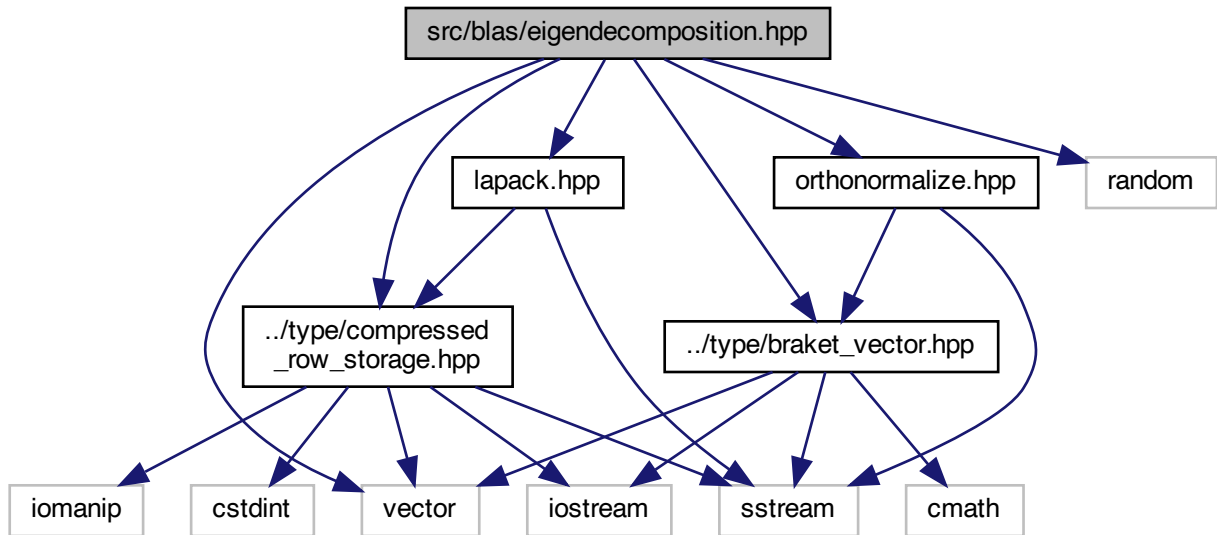 src/blas/eigendecomposition.hpp
lapack.hpp
orthonormalize.hpp
random
../type/compressed
_row_storage.hpp
../type/braket_vector.hpp
iomanip
cstdint
vector
iostream
sstream
cmath